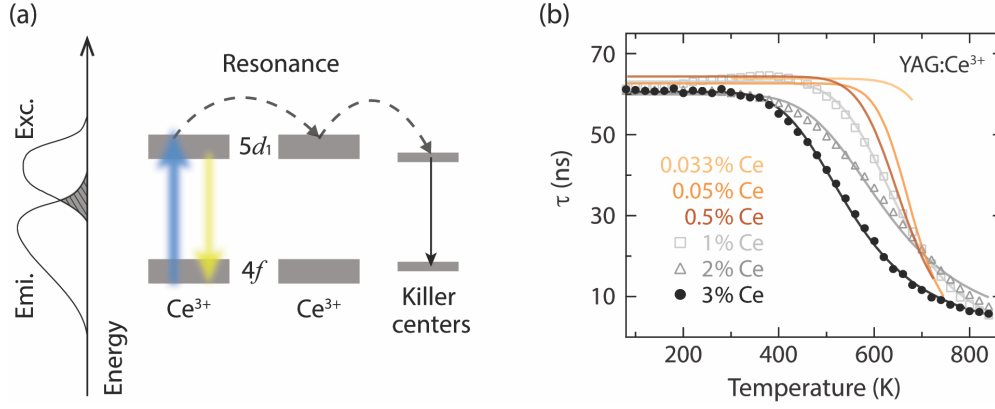 (a)
Resonance
Exc.
Emi.
Energy
5d₁
4f
Ce³⁺
Ce³⁺
Killer
centers
(b)
YAG:Ce³⁺
70
50
30
10
τ (ns)
0.033% Ce
0.05% Ce
0.5% Ce
1% Ce
2% Ce
3% Ce
200
400
600
800
Temperature (K)